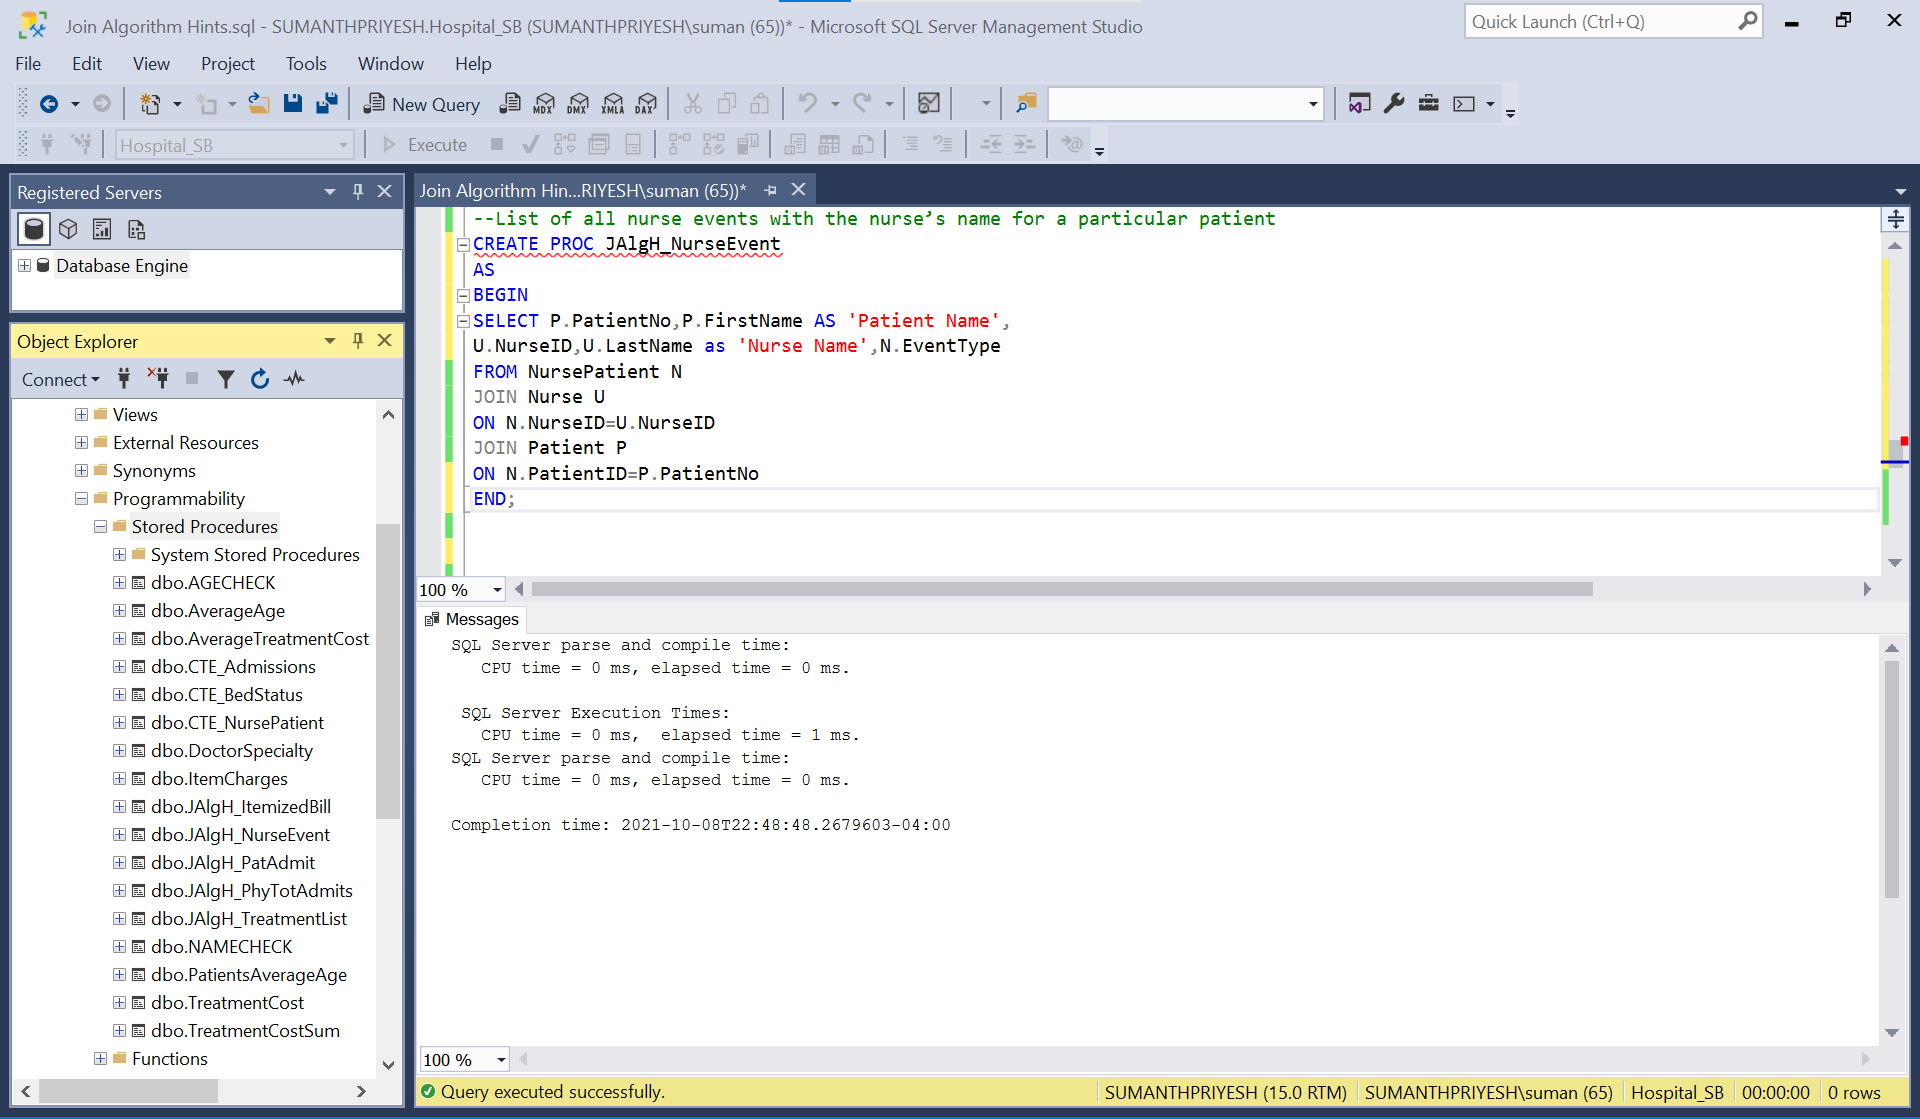 Join Algorithm Hints.sql - SUMANTHPRIYESH.Hospital_SB (SUMANTHPRIYESH\suman (65))* - Microsoft SQL Server Management Studio
Quick Launch (Ctrl+Q)
File Edit View Project Tools Window Help
New Query MDX DMX XMLA DAX
Hospital_SB Execute
Registered Servers
Database Engine
Object Explorer
Connect
Views
External Resources
Synonyms
Programmability
Stored Procedures
System Stored Procedures
dbo.AGECHECK
dbo.AverageAge
dbo.AverageTreatmentCost
dbo.CTE_Admissions
dbo.CTE_BedStatus
dbo.CTE_NursePatient
dbo.DoctorSpecialty
dbo.ItemCharges
dbo.JAlgH_ItemizedBill
dbo.JAlgH_NurseEvent
dbo.JAlgH_PatAdmit
dbo.JAlgH_PhyTotAdmits
dbo.JAlgH_TreatmentList
dbo.NAMECHECK
dbo.PatientsAverageAge
dbo.TreatmentCost
dbo.TreatmentCostSum
Functions
Join Algorithm Hin...RIYESH\suman (65))*
--List of all nurse events with the nurse’s name for a particular patient
CREATE PROC JAlgH_NurseEvent
AS
BEGIN
SELECT P.PatientNo,P.FirstName AS 'Patient Name',
U.NurseID,U.LastName as 'Nurse Name',N.EventType
FROM NursePatient N
JOIN Nurse U
ON N.NurseID=U.NurseID
JOIN Patient P
ON N.PatientID=P.PatientNo
END;
100 %
Messages
SQL Server parse and compile time:
CPU time = 0 ms, elapsed time = 0 ms.
SQL Server Execution Times:
CPU time = 0 ms,  elapsed time = 1 ms.
SQL Server parse and compile time:
CPU time = 0 ms, elapsed time = 0 ms.
Completion time: 2021-10-08T22:48:48.2679603-04:00
100 %
Query executed successfully.
SUMANTHPRIYESH (15.0 RTM) SUMANTHPRIYESH\suman (65) Hospital_SB 00:00:00 0 rows